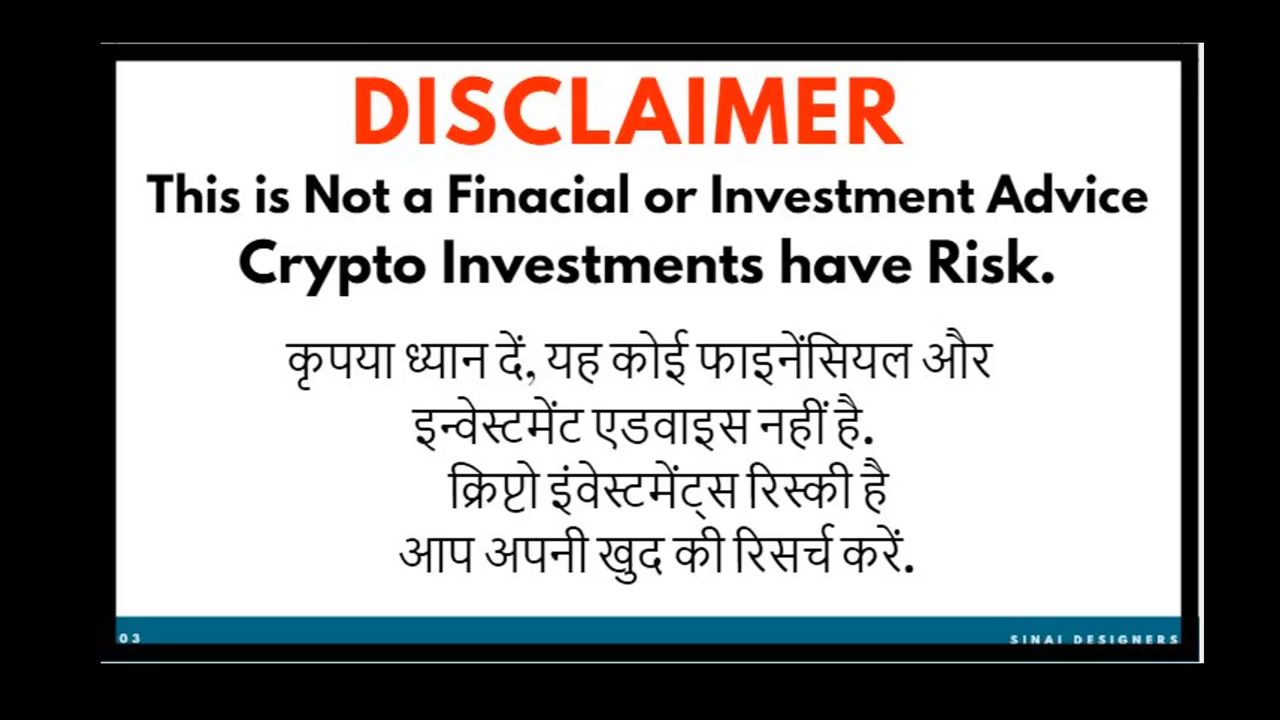 DISCLAIMER
This is Not a Finacial or Investment Advice
Crypto Investments have Risk.
कृपया ध्यान दें, यह कोई फाइनेंसियल और
इन्वेस्टमेंट एडवाइस नहीं है.
क्रिप्टो इंवेस्टमेंट्स रिस्की है
आप अपनी खुद की रिसर्च करें.
03
SINAI DESIGNERS